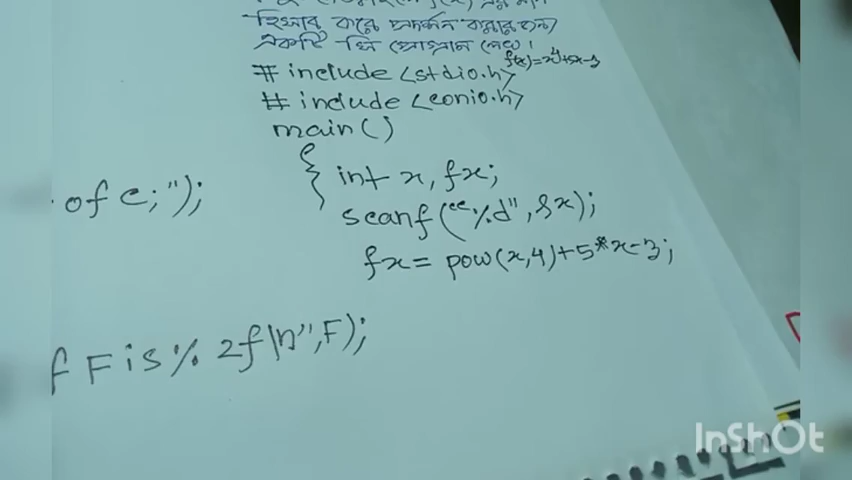 হিসাব করে প্রদর্শন করার জন্য
একটি সি প্রোগ্রাম লেখ।
f(x)=x⁴+5x-3
# include <stdio.h>
# include <conio.h>
main()
{ int x, fx;
scanf("%d", &x);
fx = pow(x,4)+5*x-3;
of c;");
f F is % 2f\n", F);
InShOt